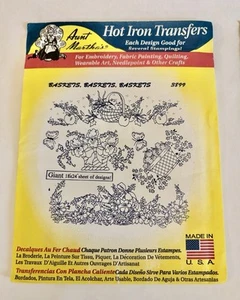 Aunt
Martha's
Hot Iron Transfers
Each Design Good for
Several Stampings!
For Embroidery, Fabric Painting, Quilting,
Wearable Art, Needlepoint & Other Crafts
BASKETS, BASKETS, BASKETS
3899
Giant 18x24 sheet of designs!
MADE IN
U.S.A.
Decalques Au Fer Chaud Chaque Patron Donne Plusieurs Estampes.
La Broderie, La Peinture Sur Tissu, Piquer, La Décoration De Vetements,
Les Travaux D'Aiguille Et Autres Ouvrages D'Artisanat
Transferencias Con Plancha Caliente Cada Diseño Sirve Para Varios Estampados.
Bordados, Pintura En Tela, El Acolchar, Arte Usable, Bordado De Aguja & Otras Artesanías